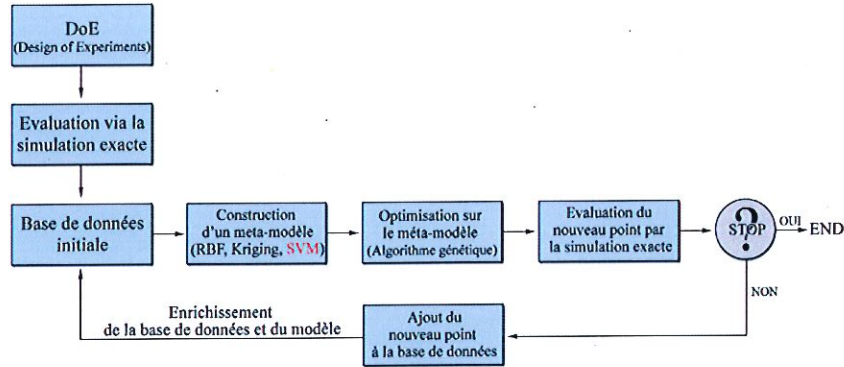 DoE
(Design of Experiments)
Evaluation via la
simulation exacte
Base de données
initiale
Construction
d'un meta-modèle
(RBF, Kriging, SVM)
Optimisation sur
le méta-modèle
(Algorithme génétique)
Evaluation du
nouveau point par
la simulation exacte
?
STOP
OUI
END
NON
Ajout du
nouveau point
à la base de données
Enrichissement
de la base de données et du modèle